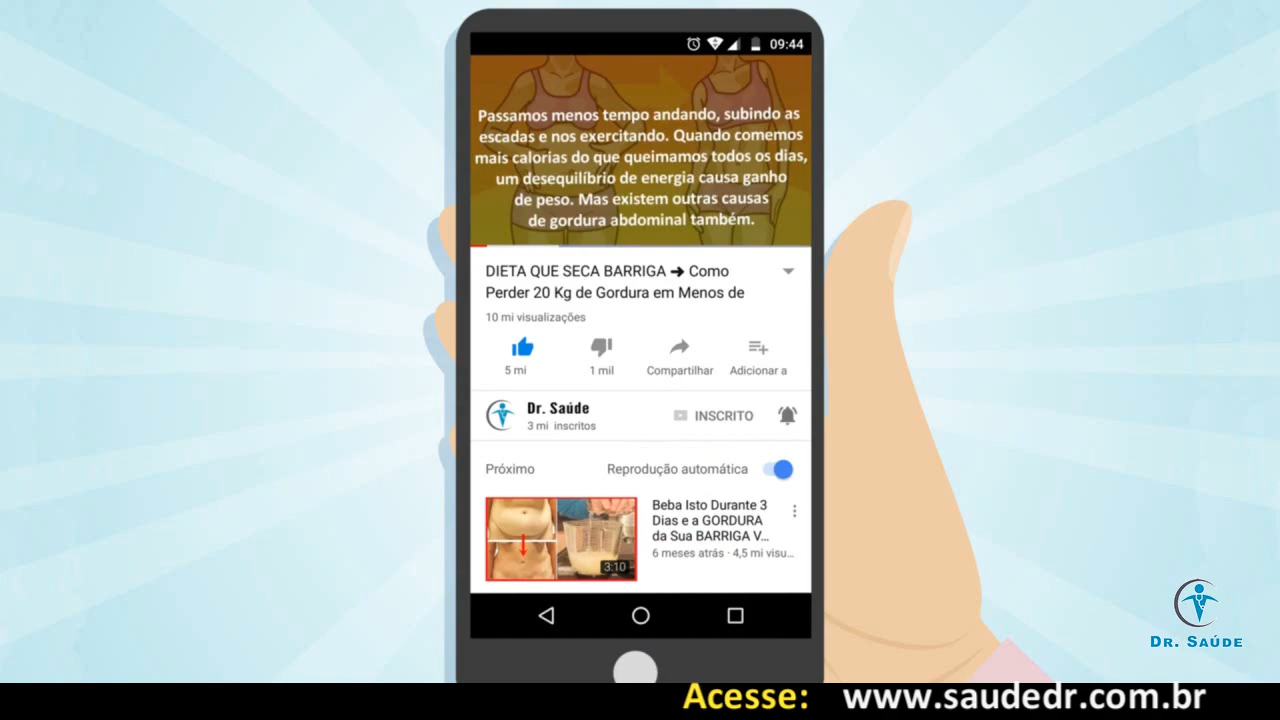 09:44
Passamos menos tempo andando, subindo as
escadas e nos exercitando. Quando comemos
mais calorias do que queimamos todos os dias,
um desequilíbrio de energia causa ganho
de peso. Mas existem outras causas
de gordura abdominal também.
DIETA QUE SECA BARRIGA ➜ Como
Perder 20 Kg de Gordura em Menos de
10 mi visualizações
5 mi
1 mil
Compartilhar
Adicionar a
Dr. Saúde
3 mi inscritos
INSCRITO
Próximo
Reprodução automática
Beba Isto Durante 3
Dias e a GORDURA
da Sua BARRIGA V...
6 meses atrás · 4,5 mi visu...
3:10
DR. SAÚDE
Acesse: www.saudedr.com.br